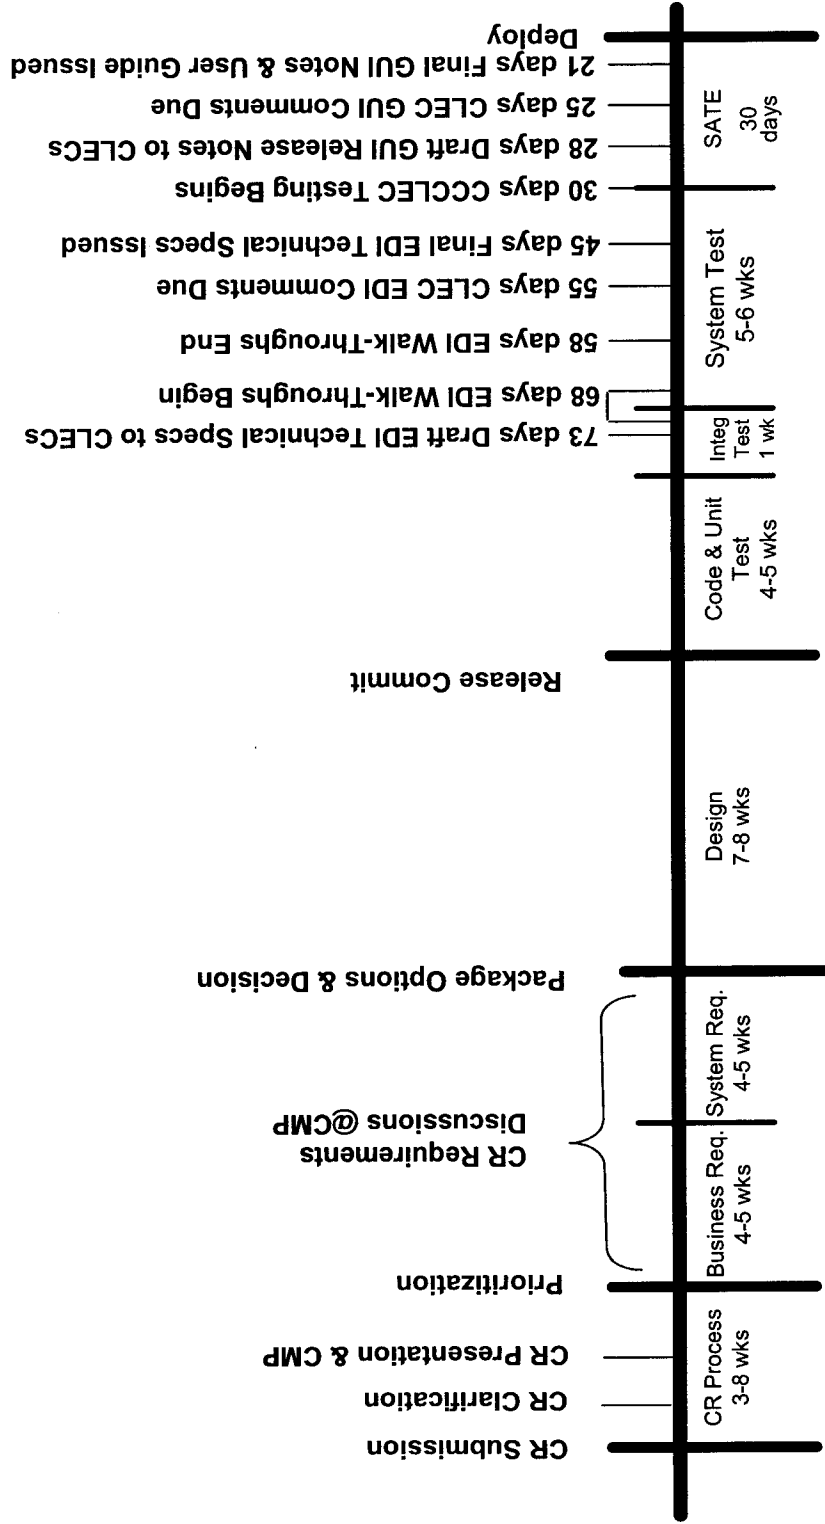 CR Submission
CR Clarification
CR Presentation & CMP
Prioritization
CR Requirements
Discussions @CMP
Package Options & Decision
Release Commit
73 days EDI Draft Technical Specs to CLECs
68 days EDI Walk-Throughs Begin
58 days EDI Walk-Throughs End
55 days CLEC EDI Comments Due
45 days Final EDI Technical Specs Issued
30 days CCCLEC Testing Begins
28 days Draft GUI Release Notes to CLECs
25 days CLEC GUI Comments Due
21 days Final GUI Notes & User Guide Issued
Deploy
CR Process
3-8 wks
Business Req.
4-5 wks
System Req.
4-5 wks
Design
7-8 wks
Code & Unit
Test
4-5 wks
Integ
Test
1 wk
System Test
5-6 wks
SATE
30
days